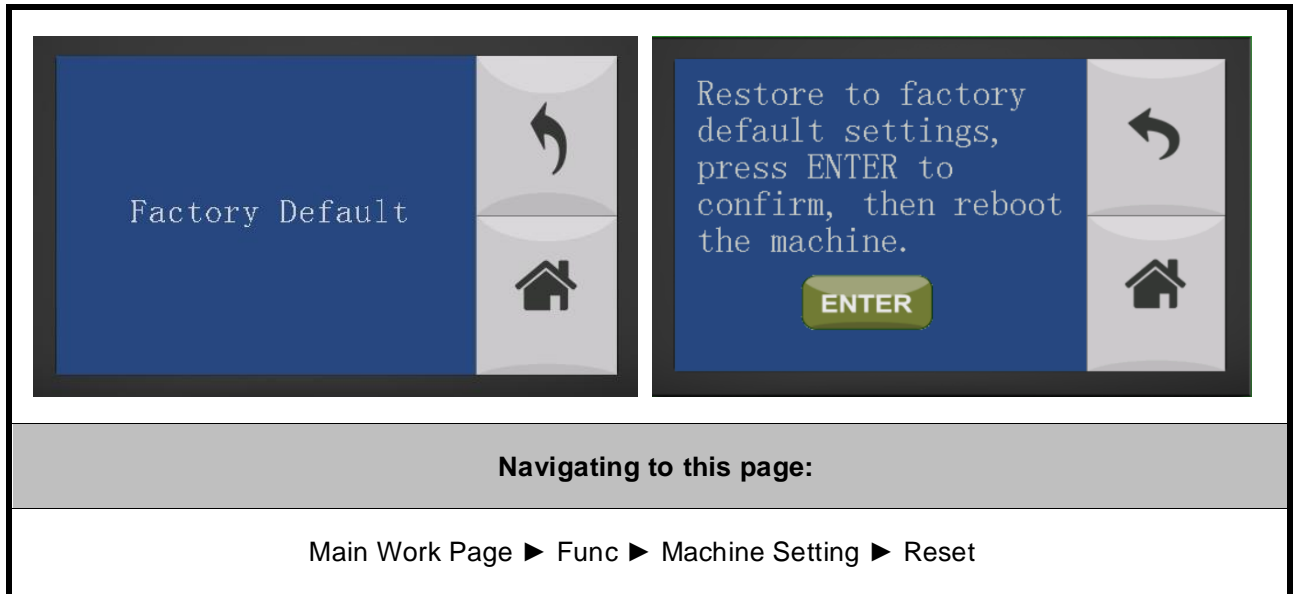 Factory Default
Restore to factory
default settings,
press ENTER to
confirm, then reboot
the machine.
ENTER
Navigating to this page:
Main Work Page ► Func ► Machine Setting ► Reset